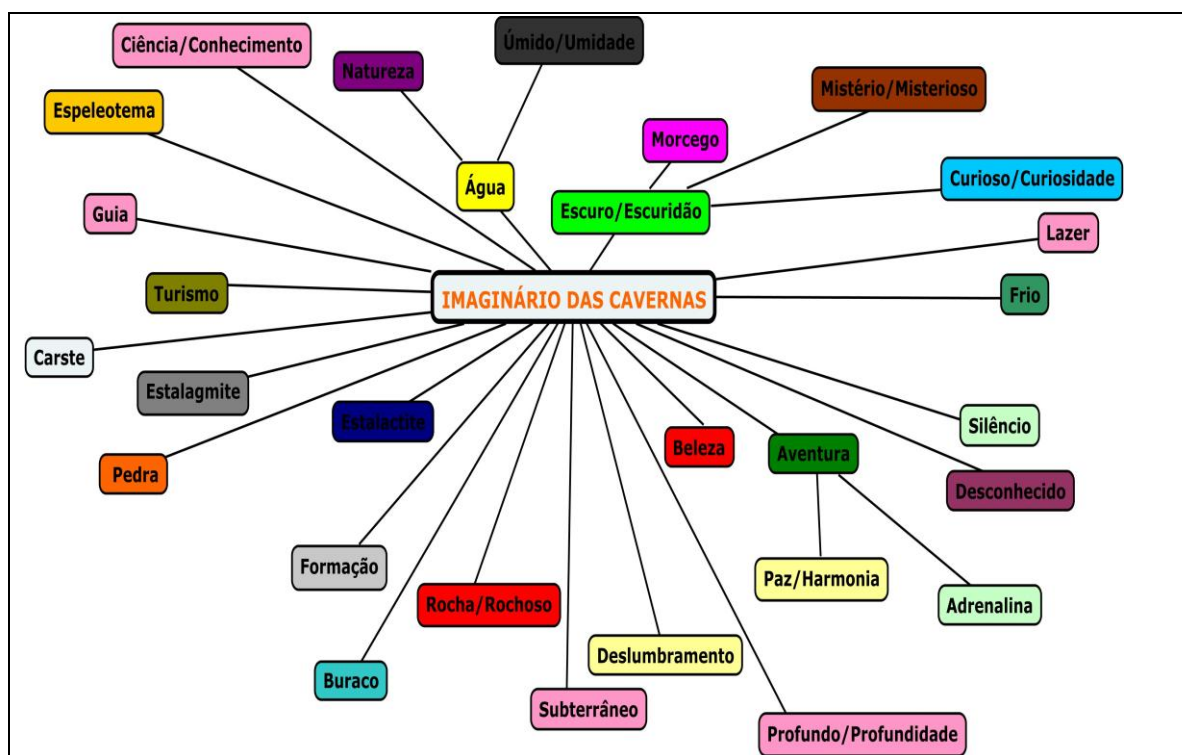 Ciência/Conhecimento
Úmido/Umidade
Natureza
Mistério/Misterioso
Espeleotema
Morcego
Água
Curioso/Curiosidade
Guia
Escuro/Escuridão
Lazer
Turismo
IMAGINÁRIO DAS CAVERNAS
Frio
Carste
Estalagmite
Estalactite
Silêncio
Beleza
Aventura
Pedra
Desconhecido
Formação
Paz/Harmonia
Rocha/Rochoso
Adrenalina
Deslumbramento
Buraco
Subterrâneo
Profundo/Profundidade